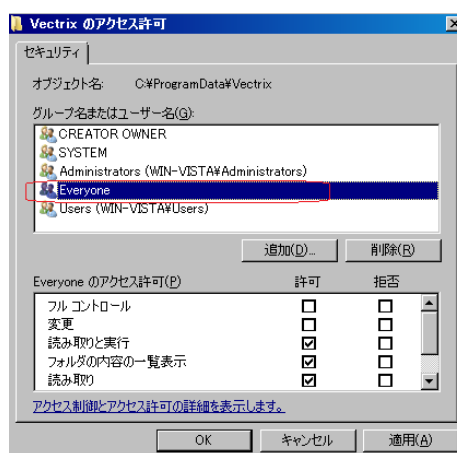 Vectrix のアクセス許可
セキュリティ
オブジェクト名: C:¥ProgramData¥Vectrix
グループ名またはユーザー名(G):
CREATOR OWNER
SYSTEM
Administrators (WIN-VISTA¥Administrators)
Everyone
Users (WIN-VISTA¥Users)
追加(D)... 削除(R)
Everyone のアクセス許可(P) 許可 拒否
フル コントロール
変更
読み取りと実行
フォルダの内容の一覧表示
読み取り
アクセス制御とアクセス許可の詳細を表示します。
OK キャンセル 適用(A)